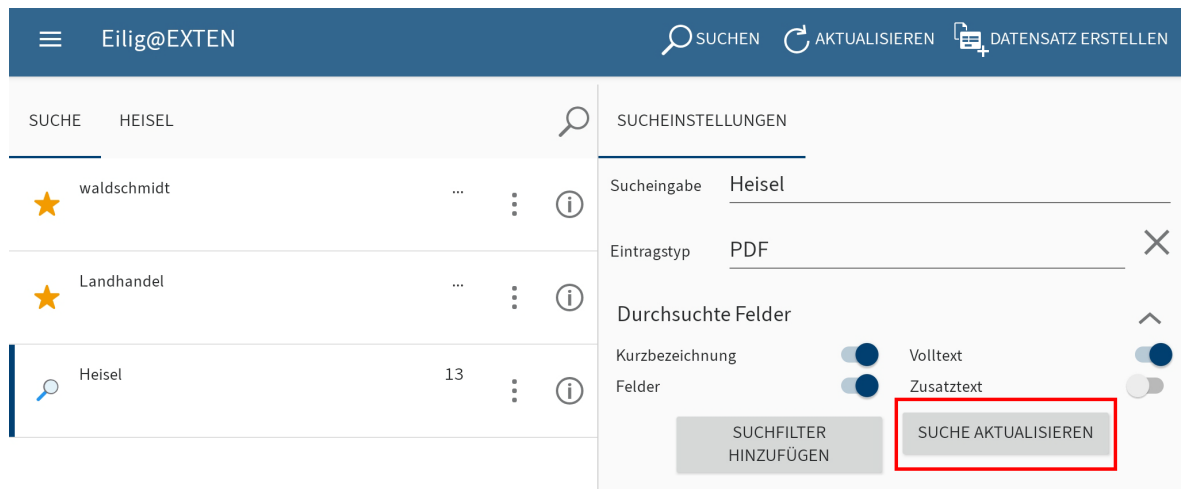 Eilig@EXTEN
SUCHEN
AKTUALISIEREN
DATENSATZ ERSTELLEN
SUCHE
HEISEL
waldschmidt ...
Landhandel ...
Heisel 13
SUCHEINSTELLUNGEN
Sucheingabe Heisel
Eintragstyp PDF
Durchsuchte Felder
Kurzbezeichnung
Volltext
Felder
Zusatztext
SUCHFILTER
HINZUFÜGEN
SUCHE AKTUALISIEREN